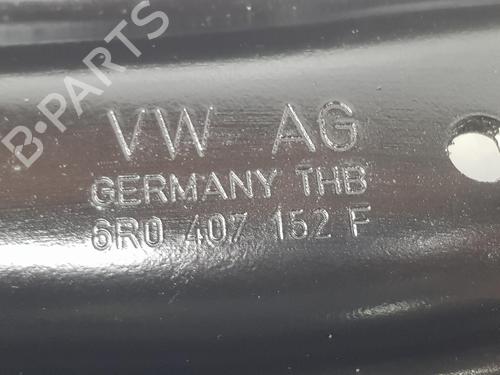 B-PARTS
VW AG
GERMANY THB
6R0 407 152 F